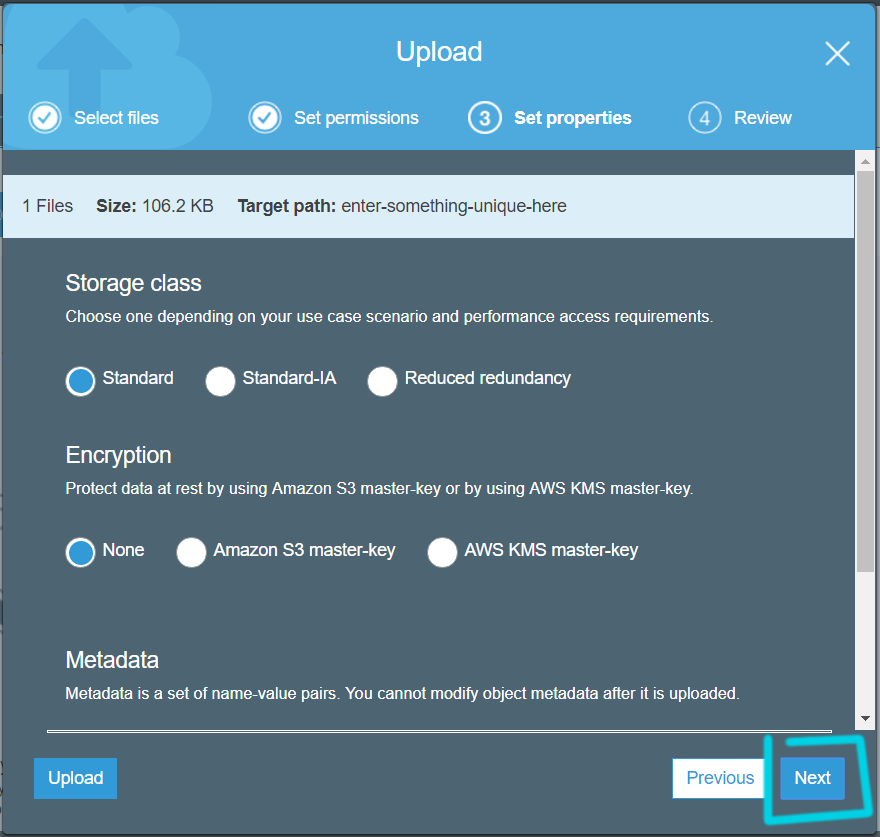 Upload
Select files
Set permissions
3 Set properties
4 Review
1 Files Size: 106.2 KB Target path: enter-something-unique-here
Storage class
Choose one depending on your use case scenario and performance access requirements.
Standard Standard-IA Reduced redundancy
Encryption
Protect data at rest by using Amazon S3 master-key or by using AWS KMS master-key.
None Amazon S3 master-key AWS KMS master-key
Metadata
Metadata is a set of name-value pairs. You cannot modify object metadata after it is uploaded.
Upload Previous Next